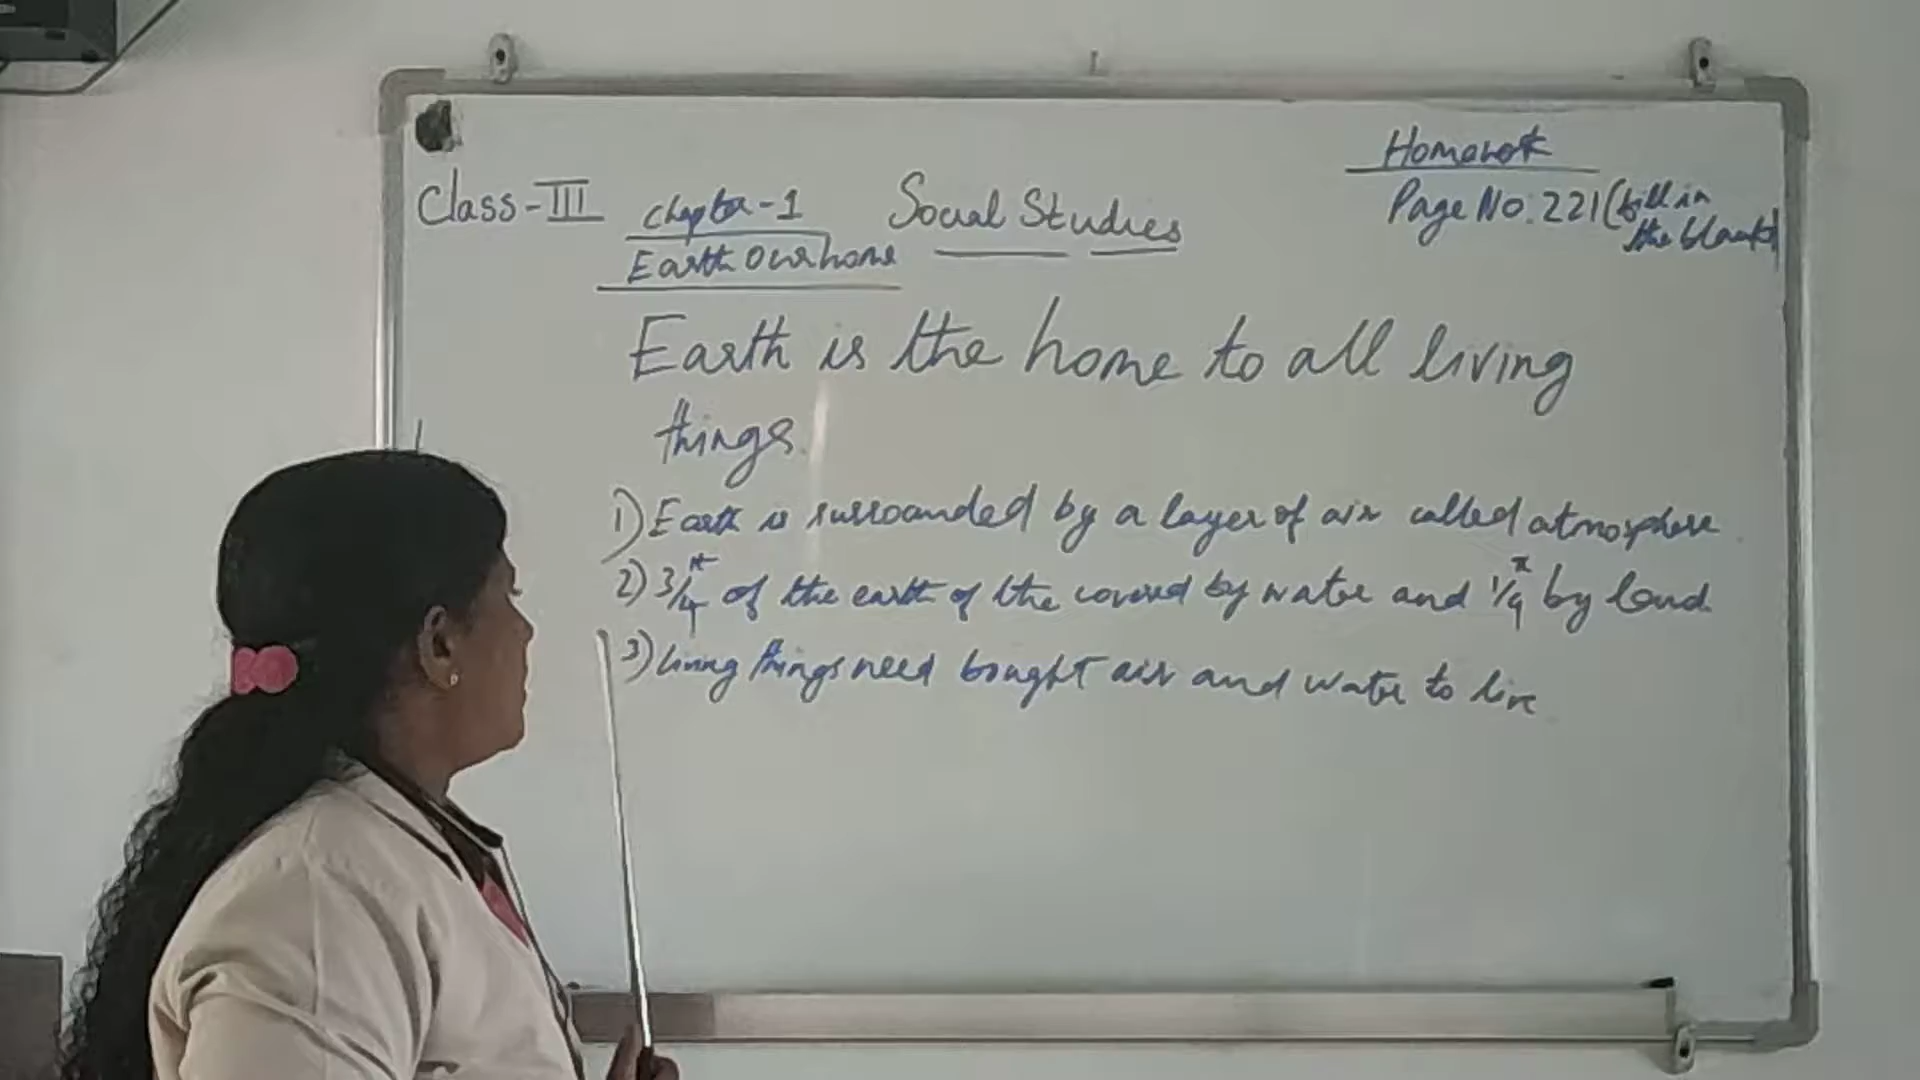 Homework
Class-III Chapter-1 Social Studies Page No: 221 (fill in
the blanks)
Earth Our home
Earth is the home to all living
things.
1) Earth is surrounded by a layer of air called atmosphere
2) 3/4th of the earth of the covered by water and 1/4th by land.
3) living things need bought air and water to live